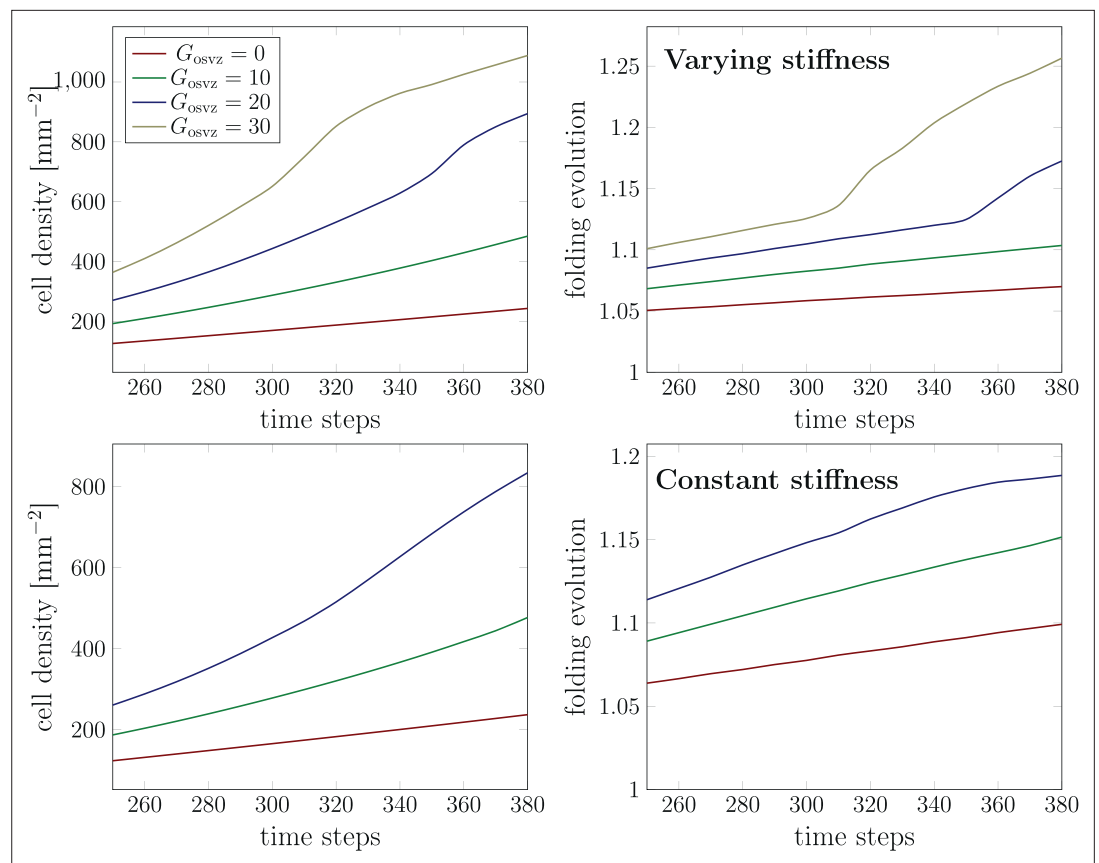 cell density [mm⁻²]
1,000
800
600
400
200
260 280 300 320 340 360 380
time steps
G_osvz = 0
G_osvz = 10
G_osvz = 20
G_osvz = 30
Varying stiffness
folding evolution
1.25
1.2
1.15
1.1
1.05
1
260 280 300 320 340 360 380
time steps
cell density [mm⁻²]
800
600
400
200
260 280 300 320 340 360 380
time steps
Constant stiffness
folding evolution
1.2
1.15
1.1
1.05
1
260 280 300 320 340 360 380
time steps